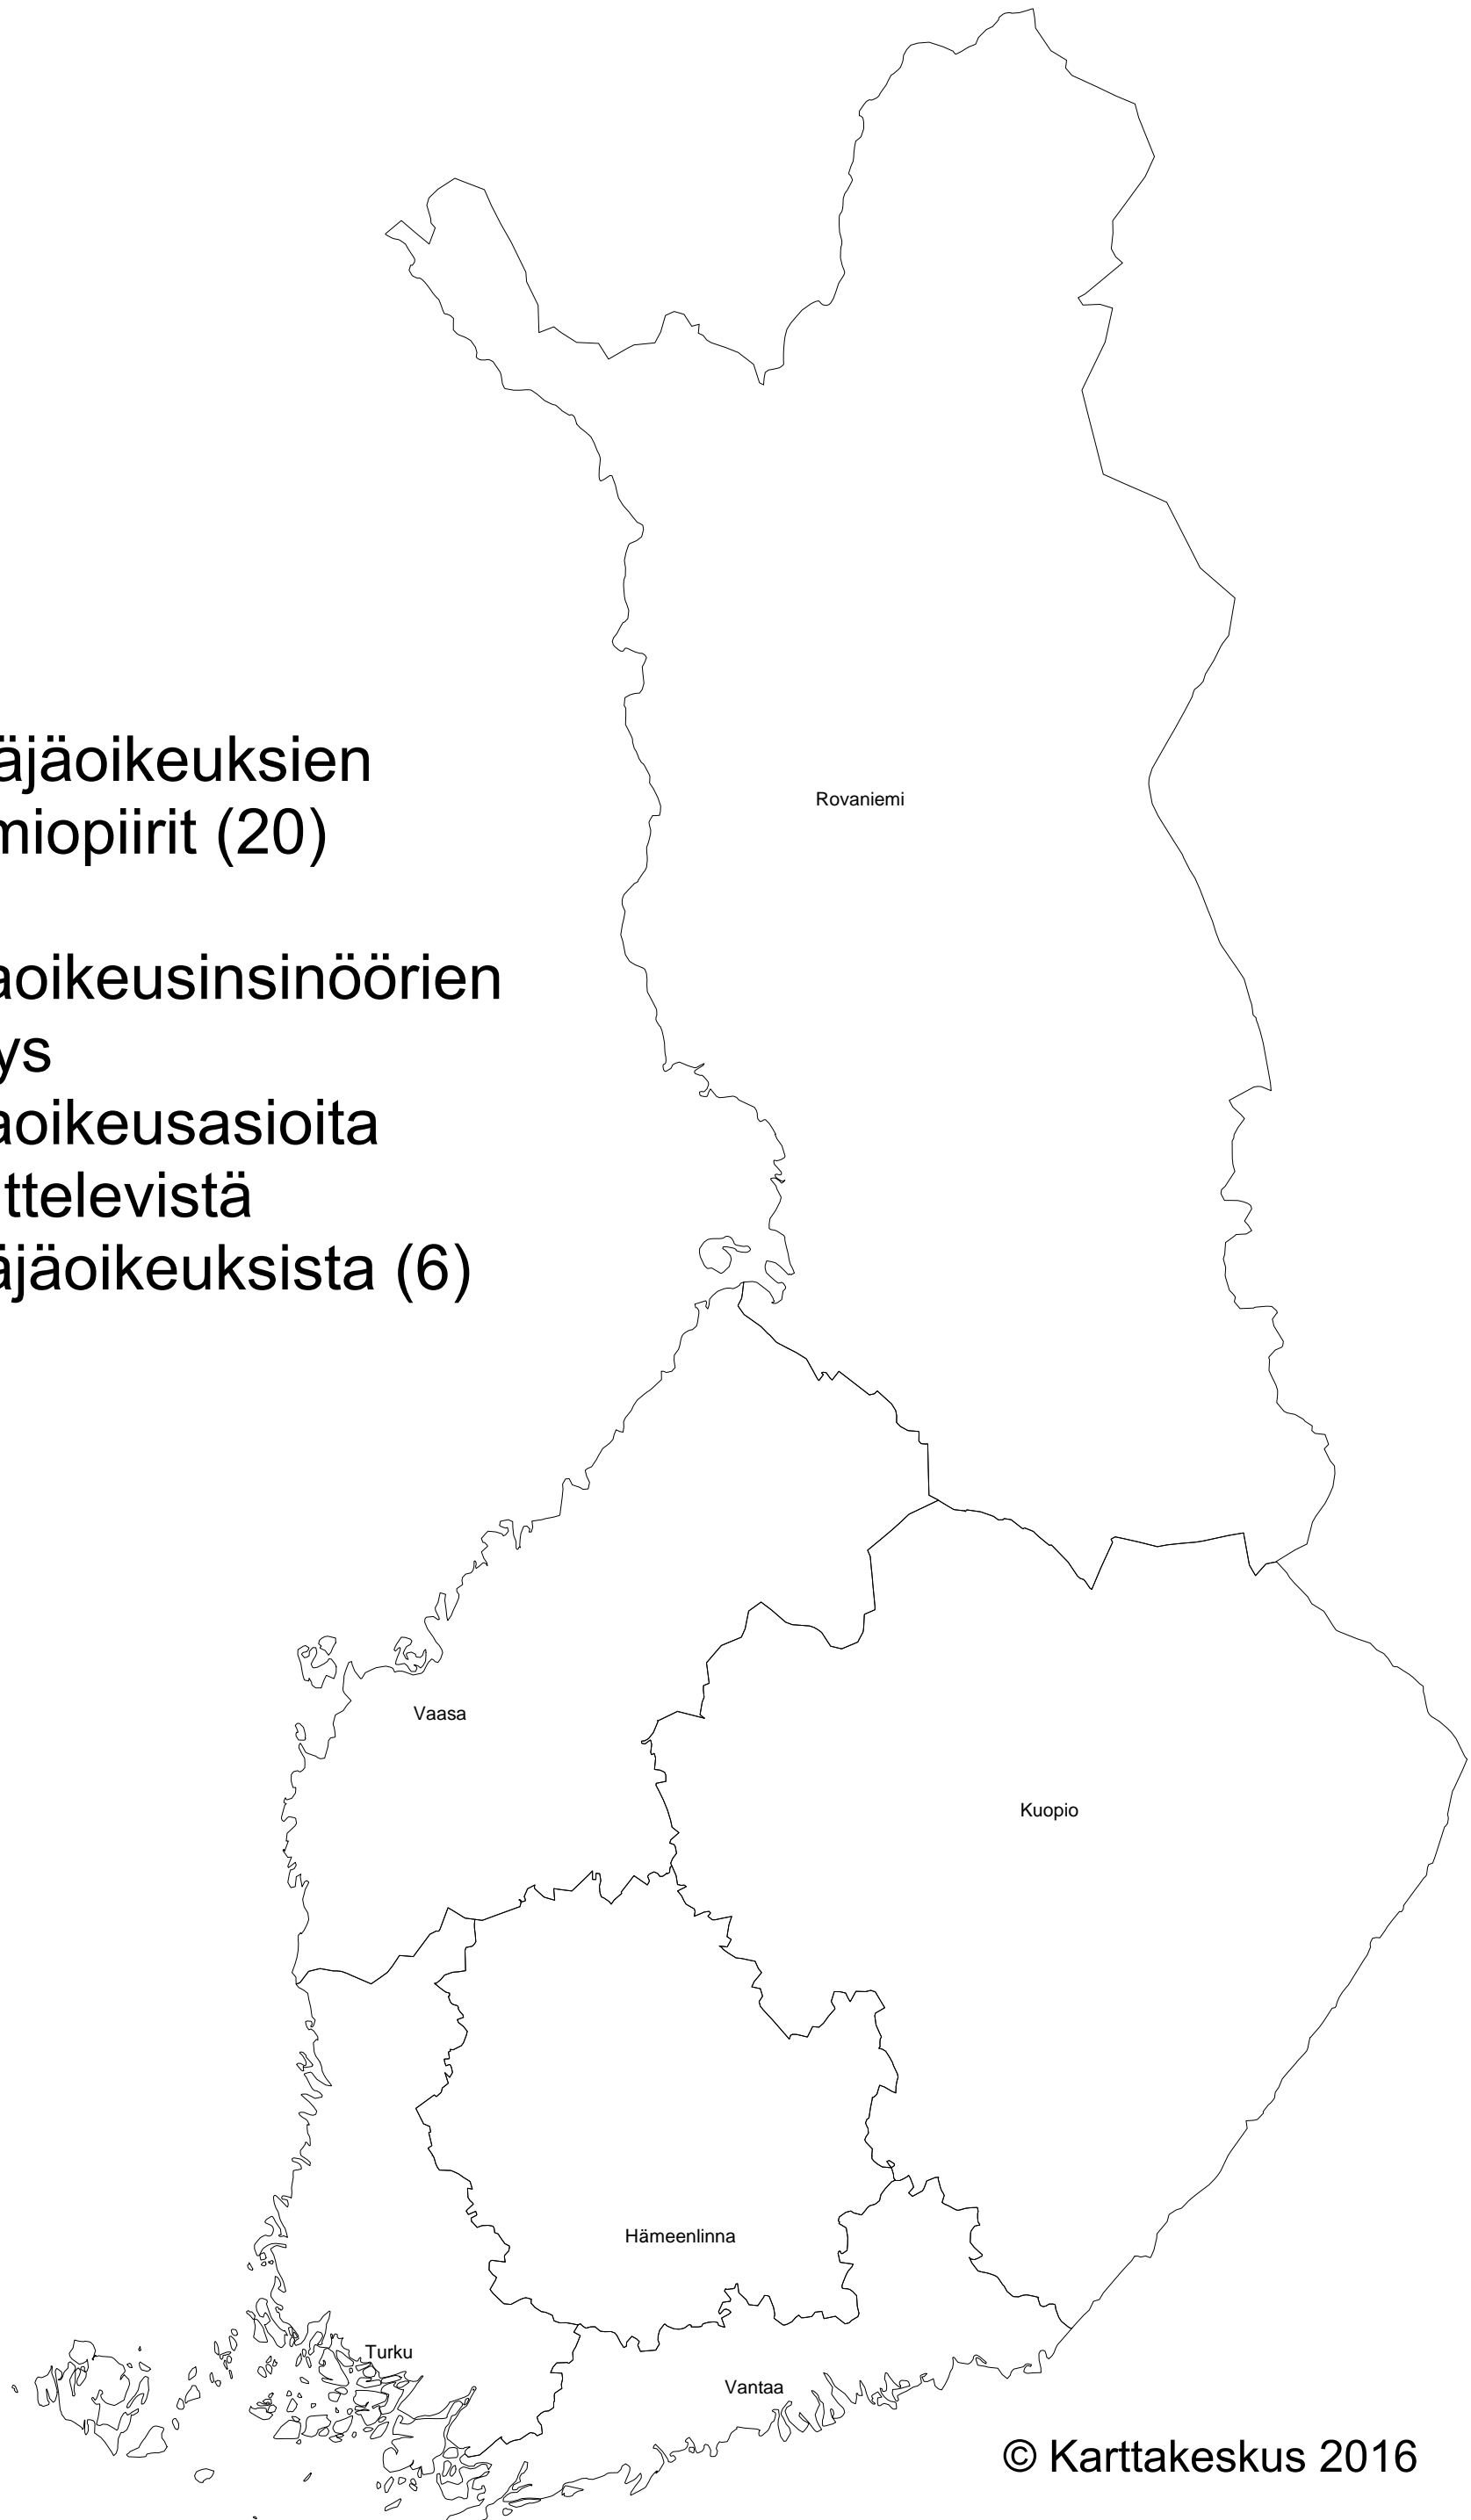 äjäoikeuksien
miopiirit (20)
aoikeusinsinöörien
ys
aoikeusasioita
ttelevistä
äjäoikeuksista (6)
Rovaniemi
Vaasa
Kuopio
Hämeenlinna
Turku
Vantaa
© Karttakeskus 2016